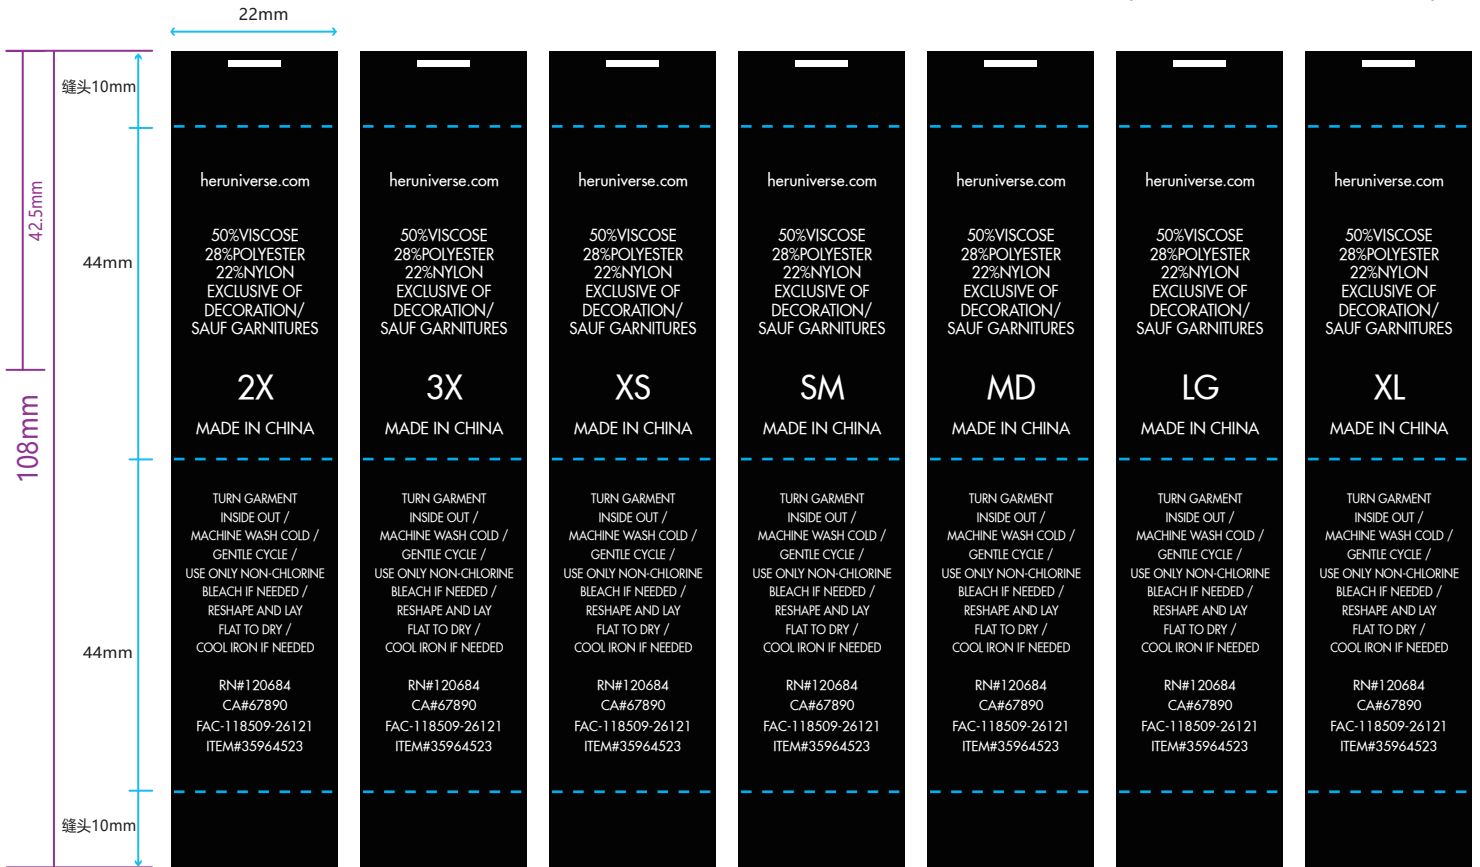 22mm
缝头10mm
42.5mm
44mm
108mm
44mm
缝头10mm
heruniverse.com
50%VISCOSE
28%POLYESTER
22%NYLON
EXCLUSIVE OF
DECORATION/
SAUF GARNITURES
2X
MADE IN CHINA
TURN GARMENT
INSIDE OUT /
MACHINE WASH COLD /
GENTLE CYCLE /
USE ONLY NON-CHLORINE
BLEACH IF NEEDED /
RESHAPE AND LAY
FLAT TO DRY /
COOL IRON IF NEEDED
RN#120684
CA#67890
FAC-118509-26121
ITEM#35964523
heruniverse.com
50%VISCOSE
28%POLYESTER
22%NYLON
EXCLUSIVE OF
DECORATION/
SAUF GARNITURES
3X
MADE IN CHINA
TURN GARMENT
INSIDE OUT /
MACHINE WASH COLD /
GENTLE CYCLE /
USE ONLY NON-CHLORINE
BLEACH IF NEEDED /
RESHAPE AND LAY
FLAT TO DRY /
COOL IRON IF NEEDED
RN#120684
CA#67890
FAC-118509-26121
ITEM#35964523
heruniverse.com
50%VISCOSE
28%POLYESTER
22%NYLON
EXCLUSIVE OF
DECORATION/
SAUF GARNITURES
XS
MADE IN CHINA
TURN GARMENT
INSIDE OUT /
MACHINE WASH COLD /
GENTLE CYCLE /
USE ONLY NON-CHLORINE
BLEACH IF NEEDED /
RESHAPE AND LAY
FLAT TO DRY /
COOL IRON IF NEEDED
RN#120684
CA#67890
FAC-118509-26121
ITEM#35964523
heruniverse.com
50%VISCOSE
28%POLYESTER
22%NYLON
EXCLUSIVE OF
DECORATION/
SAUF GARNITURES
SM
MADE IN CHINA
TURN GARMENT
INSIDE OUT /
MACHINE WASH COLD /
GENTLE CYCLE /
USE ONLY NON-CHLORINE
BLEACH IF NEEDED /
RESHAPE AND LAY
FLAT TO DRY /
COOL IRON IF NEEDED
RN#120684
CA#67890
FAC-118509-26121
ITEM#35964523
heruniverse.com
50%VISCOSE
28%POLYESTER
22%NYLON
EXCLUSIVE OF
DECORATION/
SAUF GARNITURES
MD
MADE IN CHINA
TURN GARMENT
INSIDE OUT /
MACHINE WASH COLD /
GENTLE CYCLE /
USE ONLY NON-CHLORINE
BLEACH IF NEEDED /
RESHAPE AND LAY
FLAT TO DRY /
COOL IRON IF NEEDED
RN#120684
CA#67890
FAC-118509-26121
ITEM#35964523
heruniverse.com
50%VISCOSE
28%POLYESTER
22%NYLON
EXCLUSIVE OF
DECORATION/
SAUF GARNITURES
LG
MADE IN CHINA
TURN GARMENT
INSIDE OUT /
MACHINE WASH COLD /
GENTLE CYCLE /
USE ONLY NON-CHLORINE
BLEACH IF NEEDED /
RESHAPE AND LAY
FLAT TO DRY /
COOL IRON IF NEEDED
RN#120684
CA#67890
FAC-118509-26121
ITEM#35964523
heruniverse.com
50%VISCOSE
28%POLYESTER
22%NYLON
EXCLUSIVE OF
DECORATION/
SAUF GARNITURES
XL
MADE IN CHINA
TURN GARMENT
INSIDE OUT /
MACHINE WASH COLD /
GENTLE CYCLE /
USE ONLY NON-CHLORINE
BLEACH IF NEEDED /
RESHAPE AND LAY
FLAT TO DRY /
COOL IRON IF NEEDED
RN#120684
CA#67890
FAC-118509-26121
ITEM#35964523